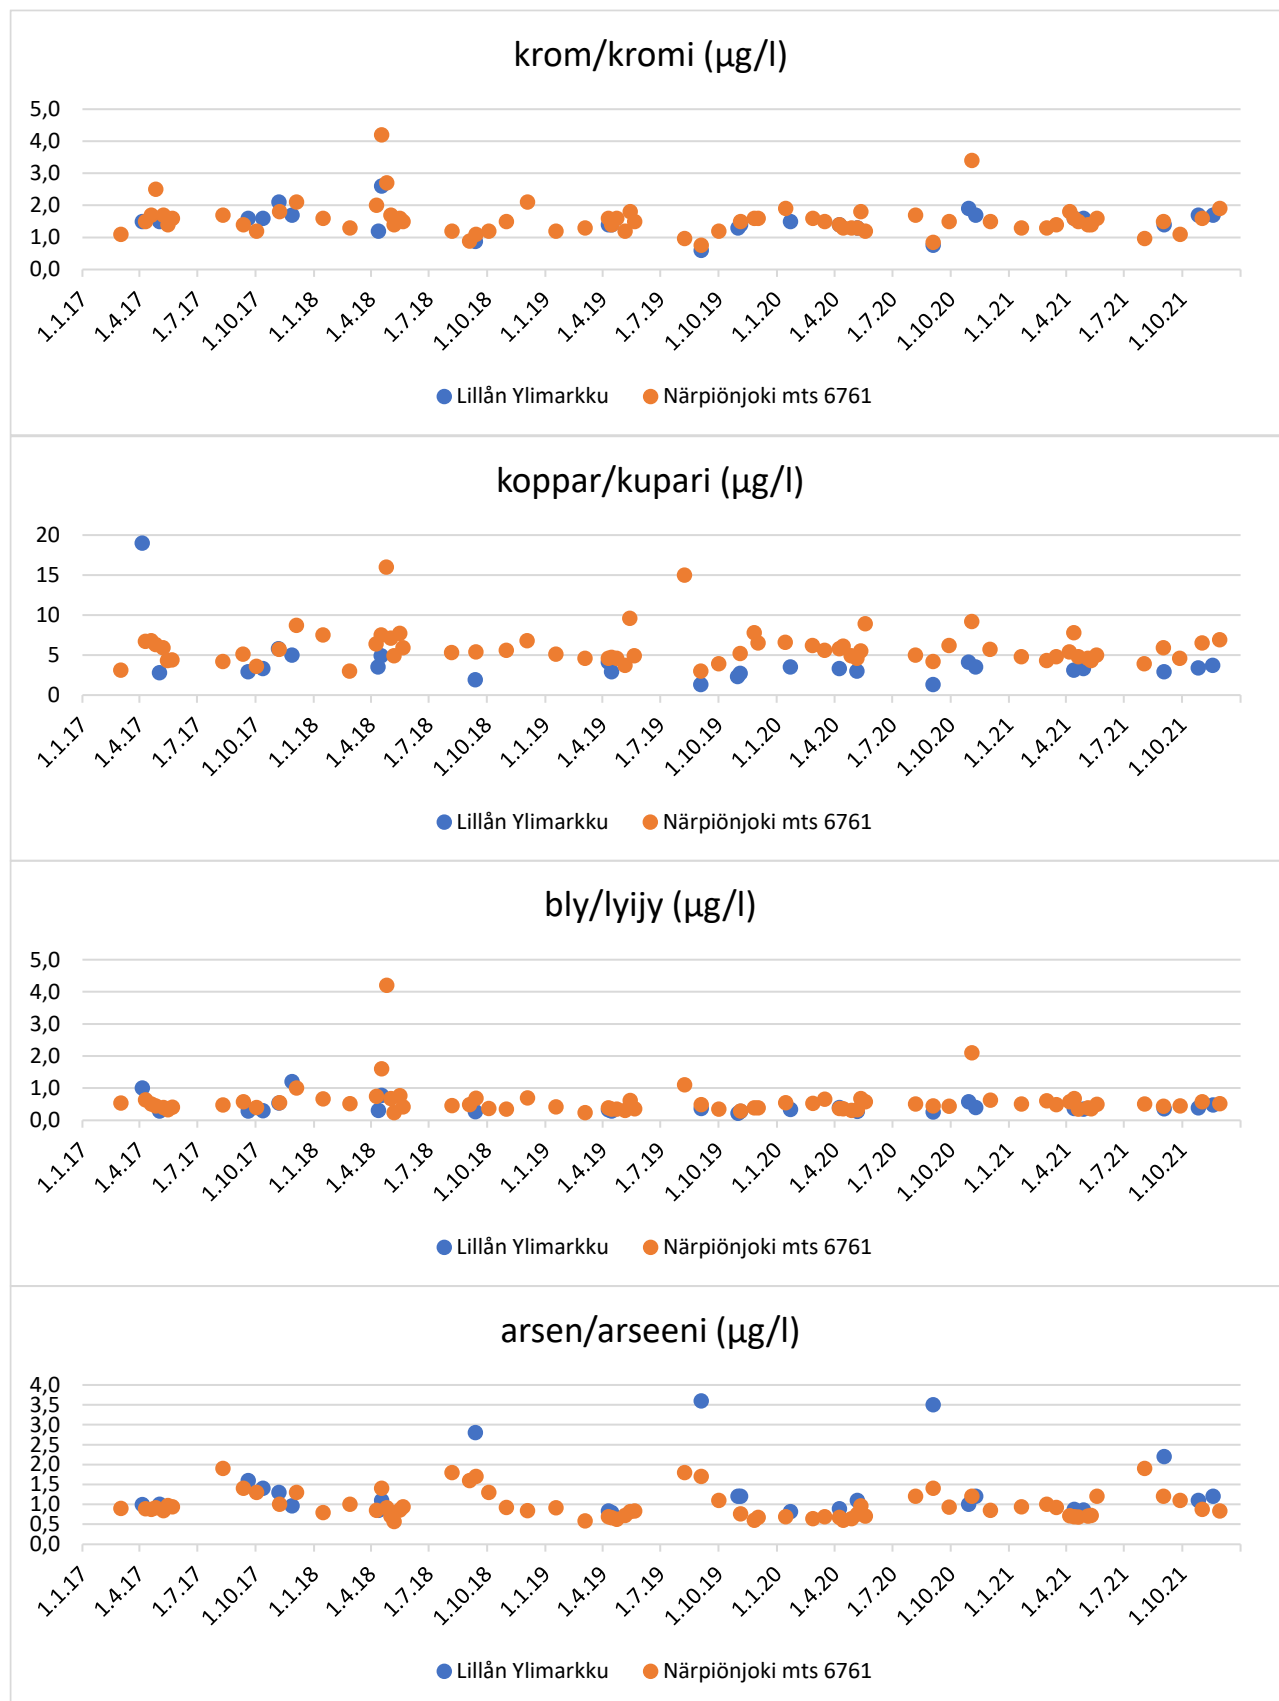 krom/kromi (µg/l)
5,0
4,0
3,0
2,0
1,0
0,0
1.1.17 1.4.17 1.7.17 1.10.17 1.1.18 1.4.18 1.7.18 1.10.18 1.1.19 1.4.19 1.7.19 1.10.19 1.1.20 1.4.20 1.7.20 1.10.20 1.1.21 1.4.21 1.7.21 1.10.21
Lillån Ylimarkku Närpiönjoki mts 6761
koppar/kupari (µg/l)
20
15
10
5
0
1.1.17 1.4.17 1.7.17 1.10.17 1.1.18 1.4.18 1.7.18 1.10.18 1.1.19 1.4.19 1.7.19 1.10.19 1.1.20 1.4.20 1.7.20 1.10.20 1.1.21 1.4.21 1.7.21 1.10.21
Lillån Ylimarkku Närpiönjoki mts 6761
bly/lyijy (µg/l)
5,0
4,0
3,0
2,0
1,0
0,0
1.1.17 1.4.17 1.7.17 1.10.17 1.1.18 1.4.18 1.7.18 1.10.18 1.1.19 1.4.19 1.7.19 1.10.19 1.1.20 1.4.20 1.7.20 1.10.20 1.1.21 1.4.21 1.7.21 1.10.21
Lillån Ylimarkku Närpiönjoki mts 6761
arsen/arseeni (µg/l)
4,0
3,5
3,0
2,5
2,0
1,5
1,0
0,5
0,0
1.1.17 1.4.17 1.7.17 1.10.17 1.1.18 1.4.18 1.7.18 1.10.18 1.1.19 1.4.19 1.7.19 1.10.19 1.1.20 1.4.20 1.7.20 1.10.20 1.1.21 1.4.21 1.7.21 1.10.21
Lillån Ylimarkku Närpiönjoki mts 6761